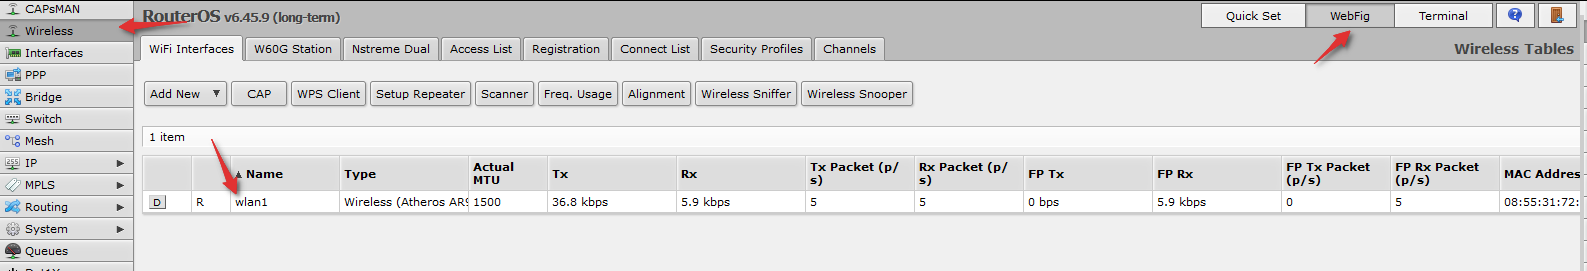 CAPsMAN
Wireless
Interfaces
PPP
Bridge
Switch
Mesh
IP
MPLS
Routing
System
Queues
RouterOS v6.45.9 (long-term)
Quick Set
WebFig
Terminal
WiFi Interfaces
W60G Station
Nstreme Dual
Access List
Registration
Connect List
Security Profiles
Channels
Wireless Tables
Add New
CAP
WPS Client
Setup Repeater
Scanner
Freq. Usage
Alignment
Wireless Sniffer
Wireless Snooper
1 item
Name
Type
Actual
MTU
Tx
Rx
Tx Packet (p/
s)
Rx Packet (p/
s)
FP Tx
FP Rx
FP Tx Packet
(p/s)
FP Rx Packet
(p/s)
MAC Addres
D
R
wlan1
Wireless (Atheros AR9
1500
36.8 kbps
5.9 kbps
5
5
0 bps
5.9 kbps
0
5
08:55:31:72: